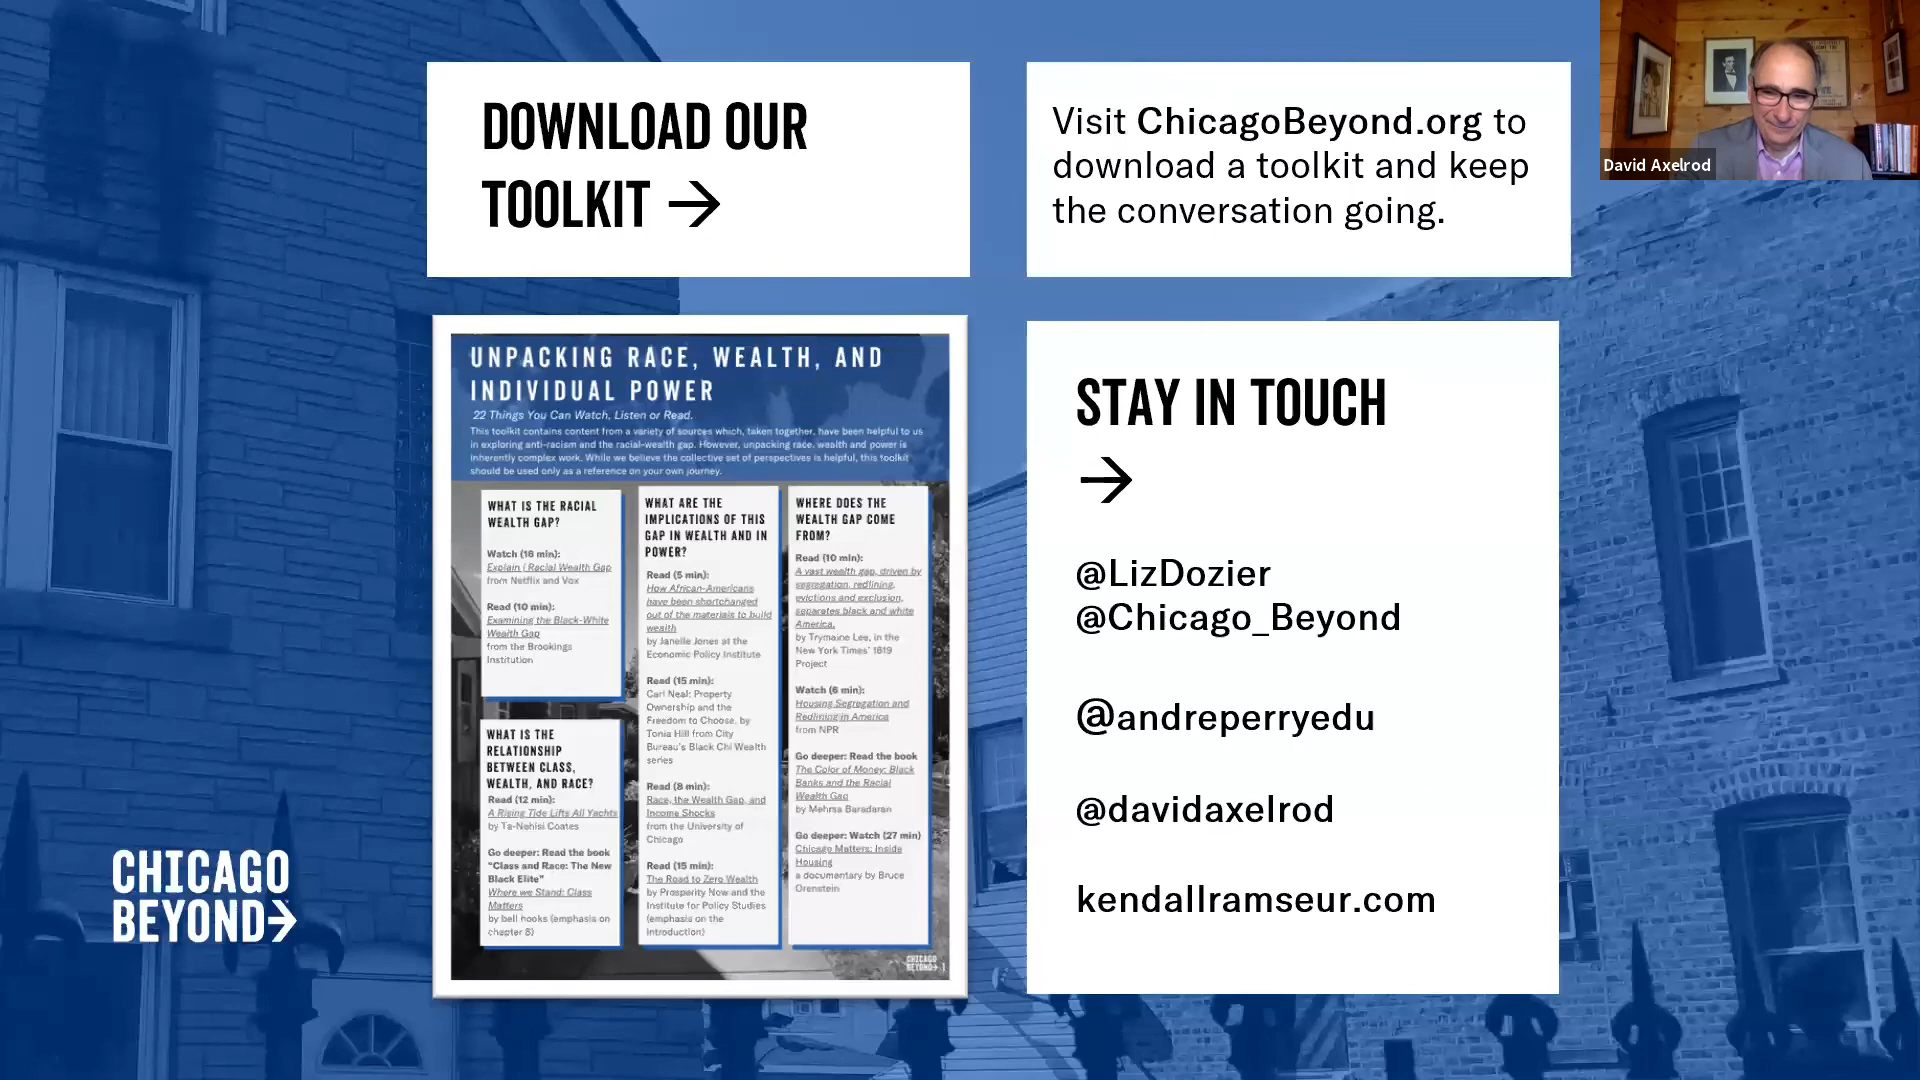 DOWNLOAD OUR
TOOLKIT →
Visit ChicagoBeyond.org to
download a toolkit and keep
the conversation going.
David Axelrod
UNPACKING RACE, WEALTH, AND
INDIVIDUAL POWER
22 Things You Can Watch, Listen or Read.
This toolkit contains content from a variety of sources which, taken together, have been helpful to us
in exploring anti-racism and the racial-wealth gap. However, unpacking race, wealth and power is
inherently complex work. While we believe the collective set of perspectives is helpful, this toolkit
should be used only as a reference on your own journey.
WHAT IS THE RACIAL
WEALTH GAP?
Watch (16 min):
Explain | Racial Wealth Gap
from Netflix and Vox
Read (10 min):
Examining the Black-White
Wealth Gap
from the Brookings
Institution
WHAT IS THE
RELATIONSHIP
BETWEEN CLASS,
WEALTH, AND RACE?
Read (12 min):
A Rising Tide Lifts All Yachts
by Ta-Nehisi Coates
Go deeper: Read the book
"Class and Race: The New
Black Elite"
Where we Stand: Class
Matters
by bell hooks (emphasis on
chapter 8)
WHAT ARE THE
IMPLICATIONS OF THIS
GAP IN WEALTH AND IN
POWER?
Read (5 min):
How African-Americans
have been shortchanged
out of the materials to build
wealth
by Janelle Jones at the
Economic Policy Institute
Read (15 min):
Carl Neal: Property
Ownership and the
Freedom to Choose, by
Tonia Hill from City
Bureau's Black Chi Wealth
series
Read (8 min):
Race, the Wealth Gap, and
Income Shocks
from the University of
Chicago
Read (15 min):
The Road to Zero Wealth
by Prosperity Now and the
Institute for Policy Studies
(emphasis on the
introduction)
WHERE DOES THE
WEALTH GAP COME
FROM?
Read (10 min):
A vast wealth gap, driven by
segregation, redlining,
evictions and exclusion,
separates black and white
America,
by Trymaine Lee, in the
New York Times' 1619
Project
Watch (6 min):
Housing Segregation and
Redlining in America
from NPR
Go deeper: Read the book
The Color of Money: Black
Banks and the Racial
Wealth Gap
by Mehrsa Baradaran
Go deeper: Watch (27 min)
Chicago Matters: Inside
Housing
a documentary by Bruce
Orenstein
CHICAGO
BEYOND→ 1
STAY IN TOUCH
→
@LizDozier
@Chicago_Beyond
@andreperryedu
@davidaxelrod
kendallramseur.com
CHICAGO
BEYOND→